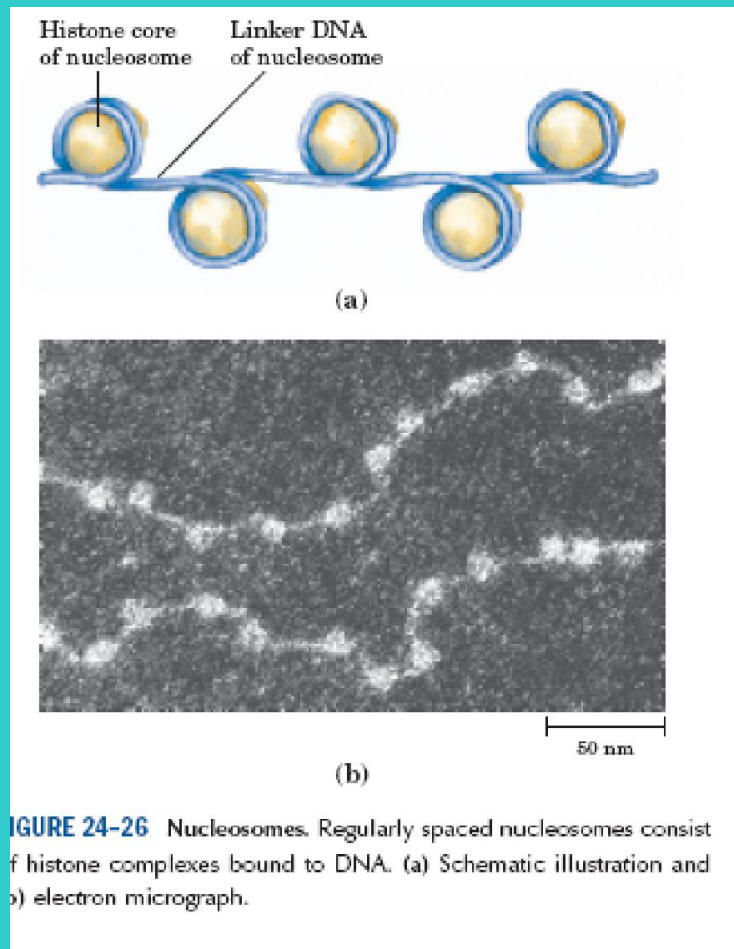 Histone core Linker DNA
of nucleosome of nucleosome
(a)
50 nm
(b)
IGURE 24–26 Nucleosomes. Regularly spaced nucleosomes consist
f histone complexes bound to DNA. (a) Schematic illustration and
) electron micrograph.